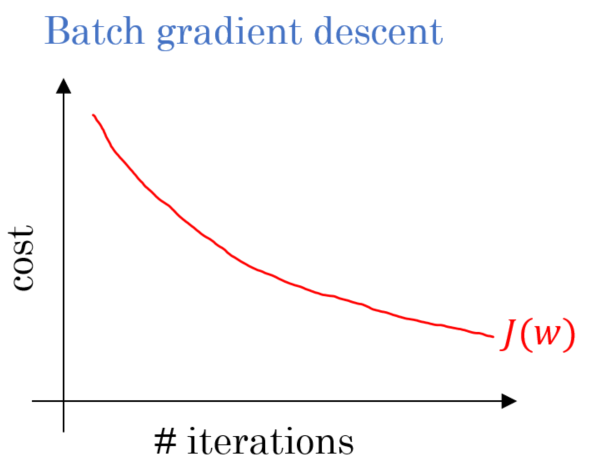 Batch gradient descent
cost
J(w)
# iterations